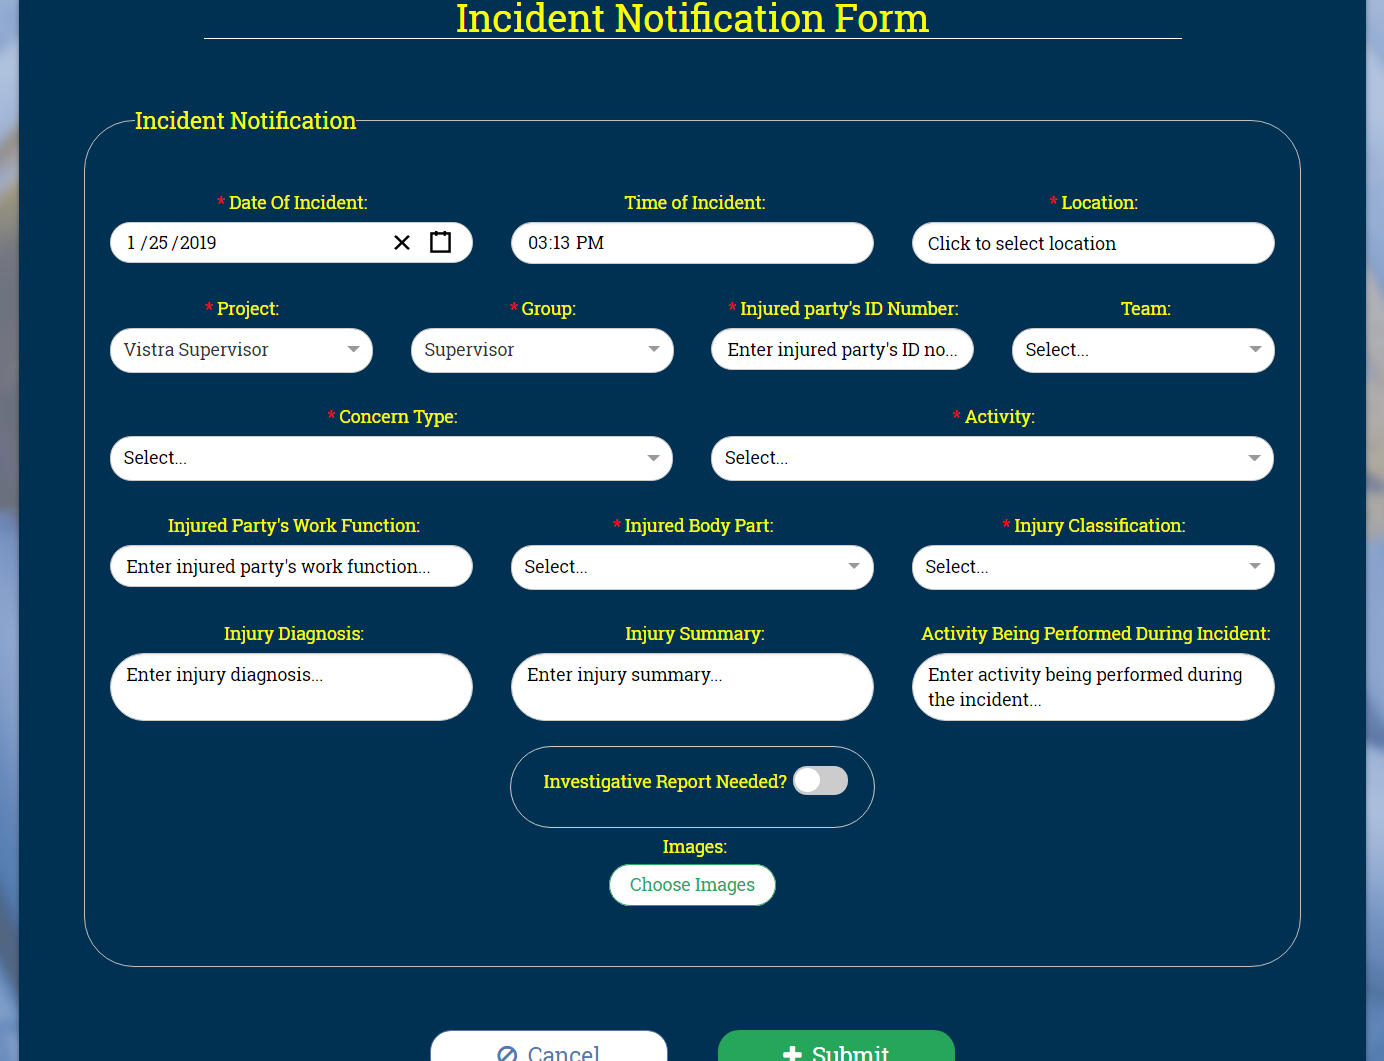 Incident Notification Form
Incident Notification
* Date Of Incident:
Time of Incident:
* Location:
1 /25 /2019
03:13 PM
Click to select location
* Project:
* Group:
* Injured party's ID Number:
Team:
Vistra Supervisor
Supervisor
Enter injured party's ID no...
Select...
* Concern Type:
* Activity:
Select...
Select...
Injured Party's Work Function:
* Injured Body Part:
* Injury Classification:
Enter injured party's work function...
Select...
Select...
Injury Diagnosis:
Injury Summary:
Activity Being Performed During Incident:
Enter injury diagnosis...
Enter injury summary...
Enter activity being performed during
the incident...
Investigative Report Needed?
Images:
Choose Images
Cancel
Submit